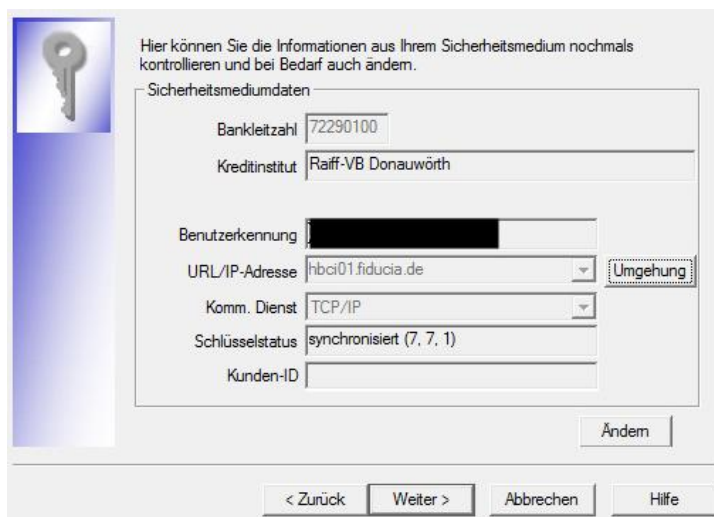 Hier können Sie die Informationen aus Ihrem Sicherheitsmedium nochmals
kontrollieren und bei Bedarf auch ändern.
Sicherheitsmediumdaten
Bankleitzahl 72290100
Kreditinstitut Raiff-VB Donauwörth
Benutzerkennung
URL/IP-Adresse hbci01.fiducia.de Umgehung
Komm. Dienst TCP/IP
Schlüsselstatus synchronisiert (7, 7, 1)
Kunden-ID
Ändern
< Zurück Weiter > Abbrechen Hilfe